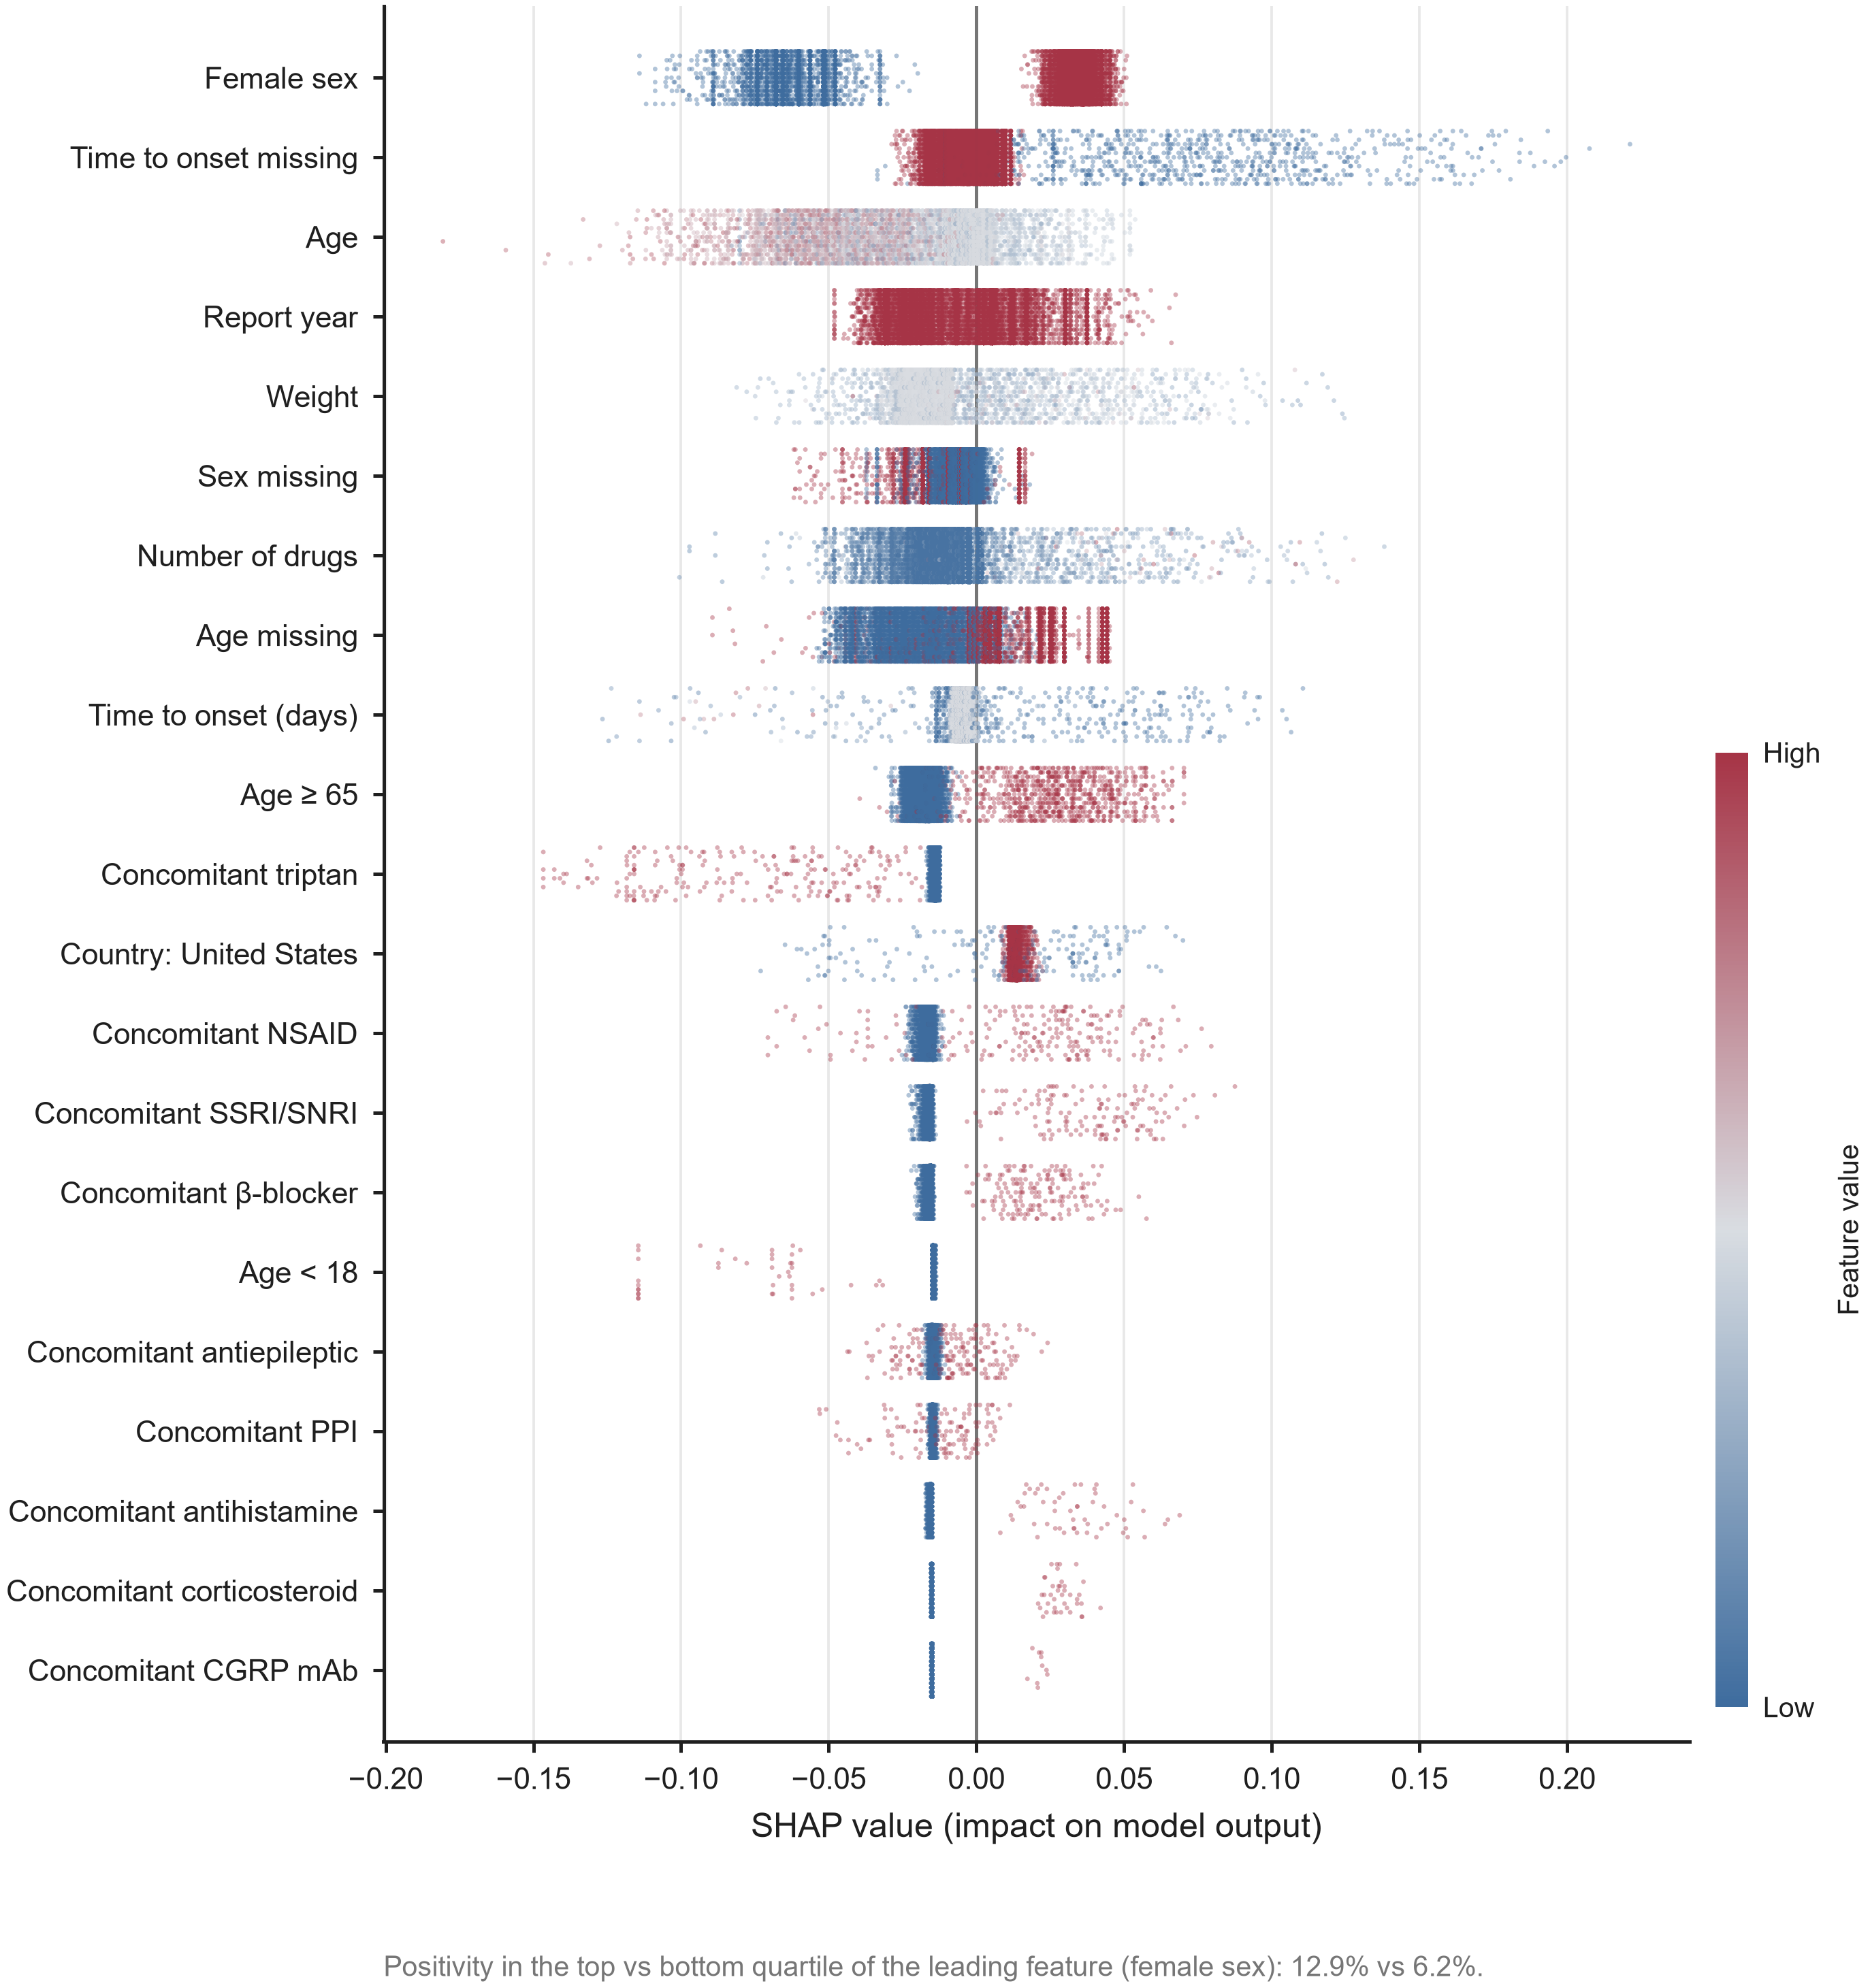 Female sex
Time to onset missing
Age
Report year
Weight
Sex missing
Number of drugs
Age missing
Time to onset (days)
Age ≥ 65
Concomitant triptan
Country: United States
Concomitant NSAID
Concomitant SSRI/SNRI
Concomitant β-blocker
Age < 18
Concomitant antiepileptic
Concomitant PPI
Concomitant antihistamine
Concomitant corticosteroid
Concomitant CGRP mAb
High
Feature value
Low
−0.20 −0.15 −0.10 −0.05 0.00 0.05 0.10 0.15 0.20
SHAP value (impact on model output)
Positivity in the top vs bottom quartile of the leading feature (female sex): 12.9% vs 6.2%.